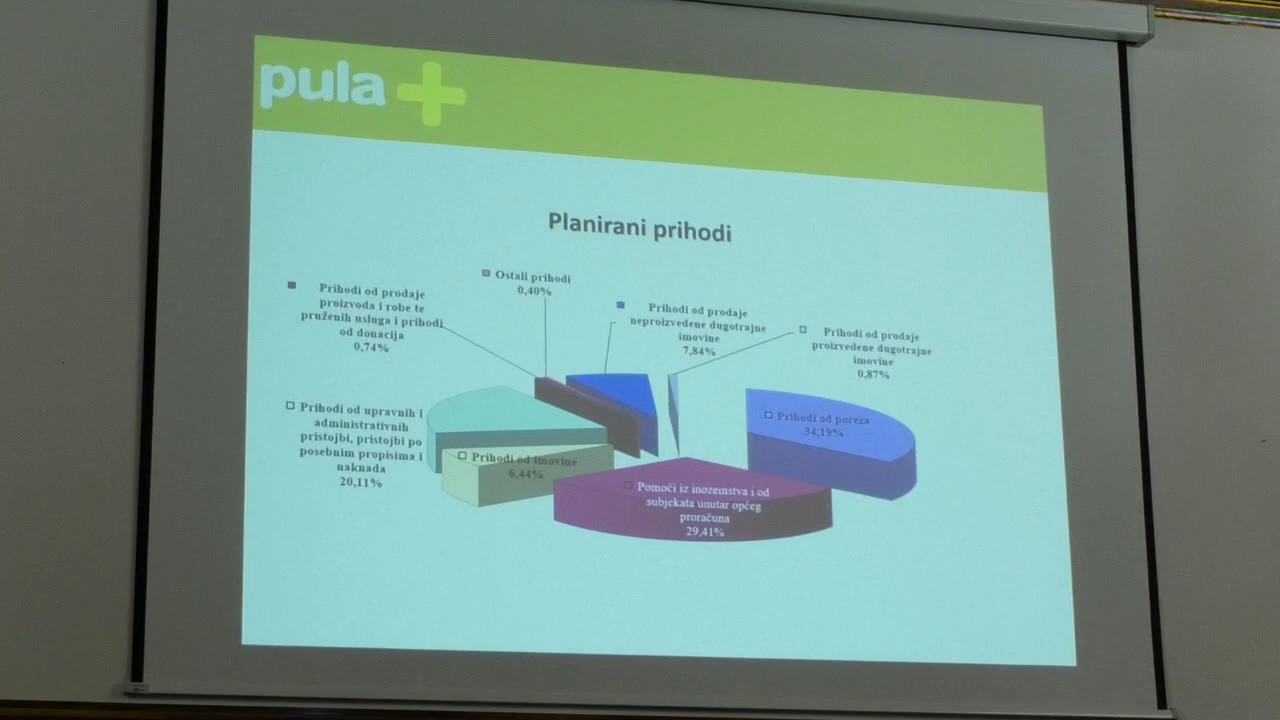 pula
Planirani prihodi
Ostali prihodi
0,40%
Prihodi od prodaje
proizvoda i robe te
pruženih usluga i prihodi
od donacija
0,74%
Prihodi od prodaje
neproizvedene dugotrajne
imovine
7,84%
Prihodi od prodaje
proizvedene dugotrajne
imovine
0,87%
Prihodi od upravnih i
administrativnih
pristojbi, pristojbi po
posebnim propisima i
naknada
20,11%
Prihodi od imovine
6,44%
Prihodi od poreza
34,19%
Pomoći iz inozemstva i od
subjekata unutar općeg
proračuna
29,41%